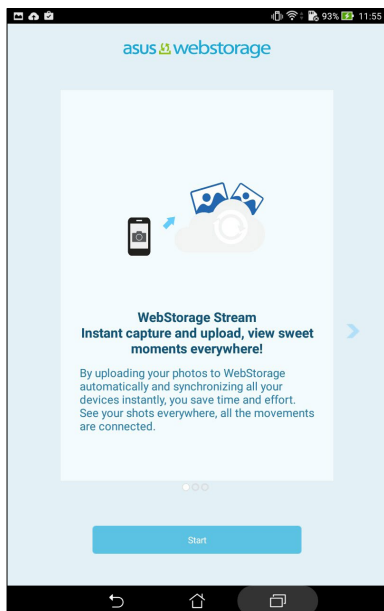 93% 11:55
asus webstorage
WebStorage Stream
Instant capture and upload, view sweet
moments everywhere!
By uploading your photos to WebStorage
automatically and synchronizing all your
devices instantly, you save time and effort.
See your shots everywhere, all the movements
are connected.
Start